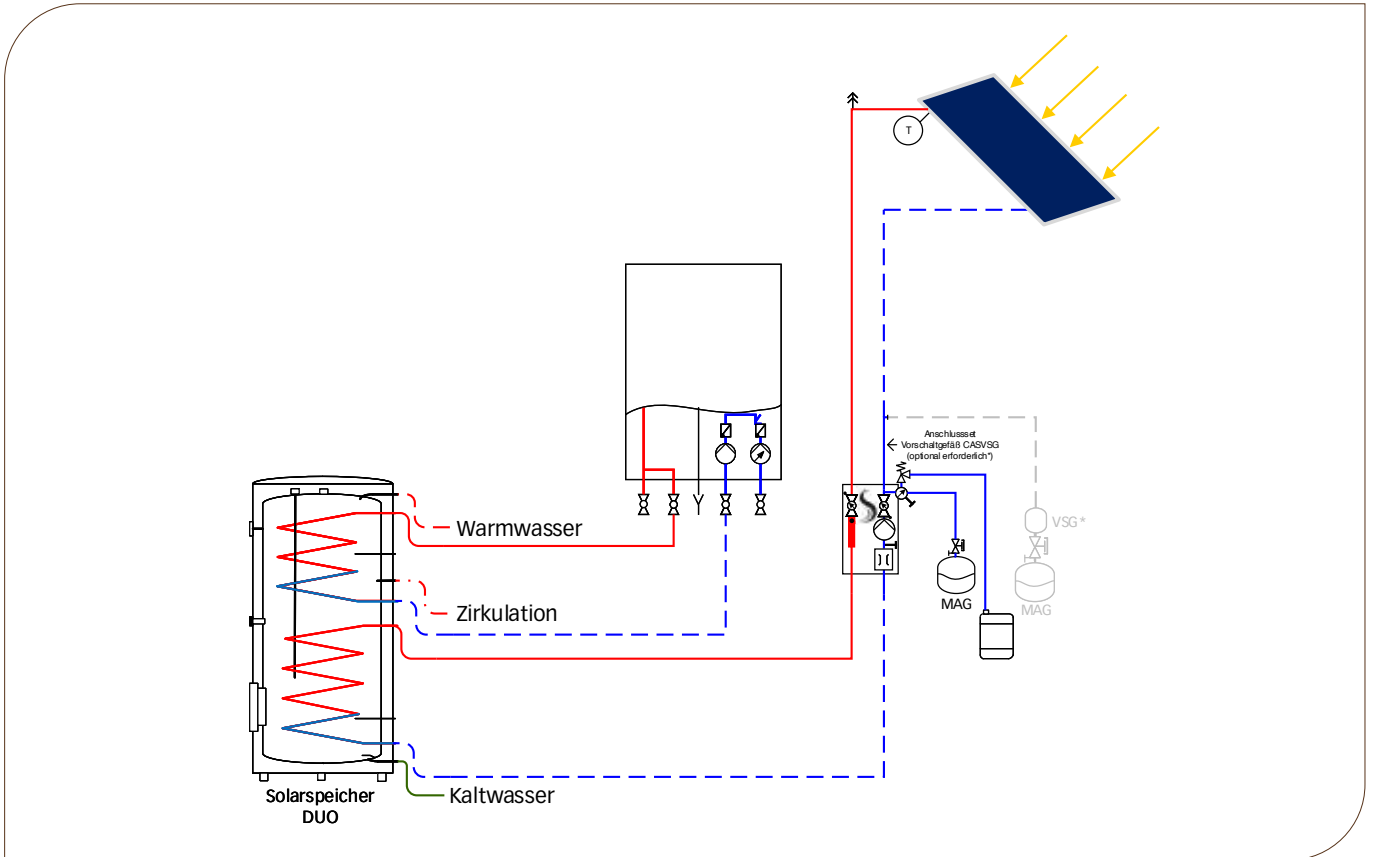 T
Anschlussset
Vorschaltgefäß CASVSG
(optional erforderlich*)
VSG*
MAG
MAG
Warmwasser
Zirkulation
Kaltwasser
Solarspeicher
DUO